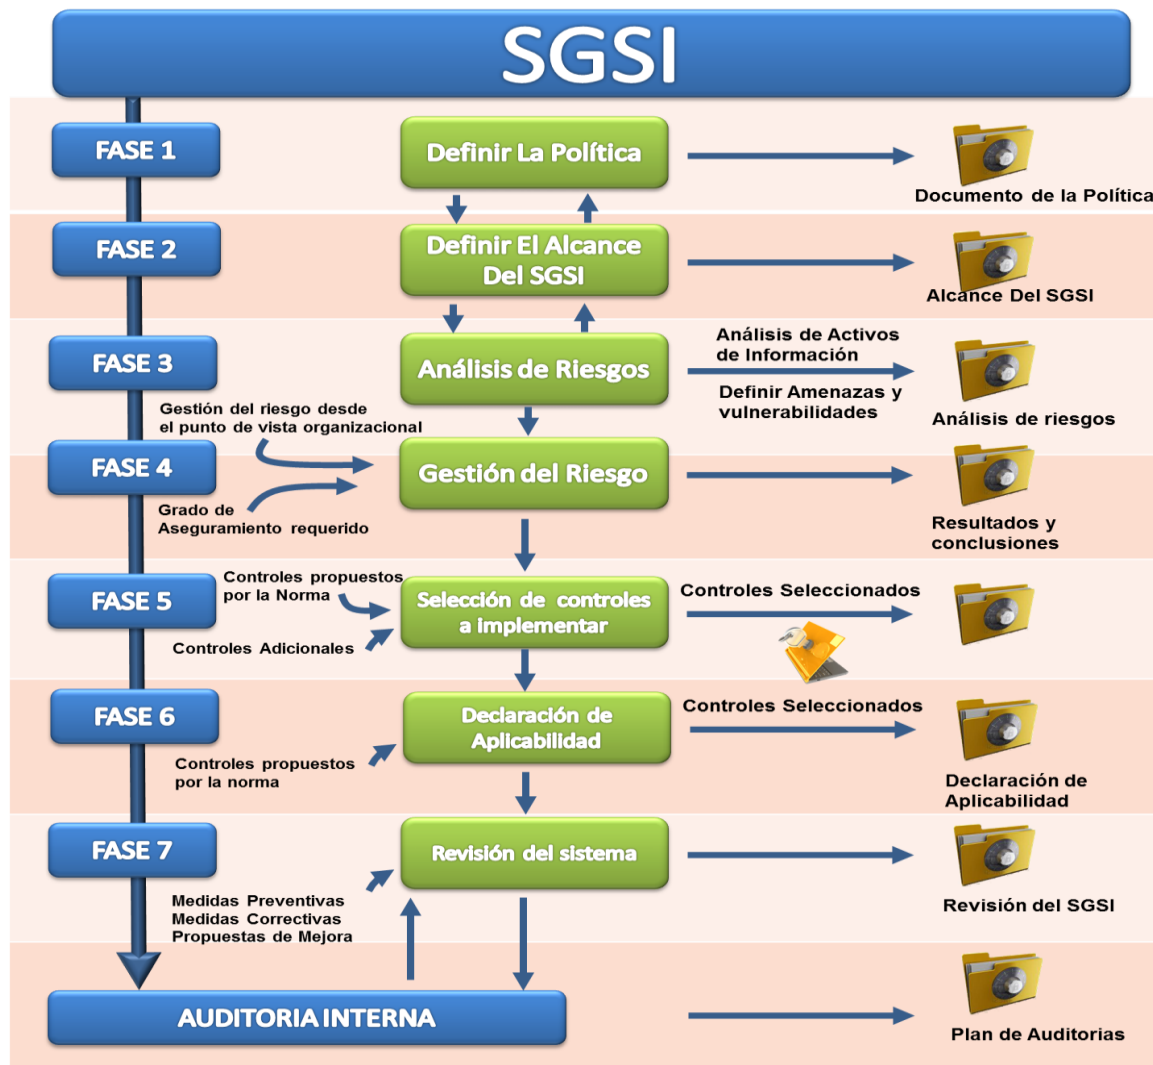 SGSI
FASE 1
Definir La Política
Documento de la Política
FASE 2
Definir El Alcance
Del SGSI
Alcance Del SGSI
FASE 3
Análisis de Riesgos
Análisis de Activos
de Información
Definir Amenazas y
vulnerabilidades
Análisis de riesgos
Gestión del riesgo desde
el punto de vista organizacional
FASE 4
Grado de
Aseguramiento requerido
Gestión del Riesgo
Resultados y
conclusiones
FASE 5
Controles propuestos
por la Norma
Controles Adicionales
Selección de controles
a implementar
Controles Seleccionados
FASE 6
Controles propuestos
por la norma
Declaración de
Aplicabilidad
Controles Seleccionados
Declaración de
Aplicabilidad
FASE 7
Medidas Preventivas
Medidas Correctivas
Propuestas de Mejora
Revisión del sistema
Revisión del SGSI
AUDITORIA INTERNA
Plan de Auditorias